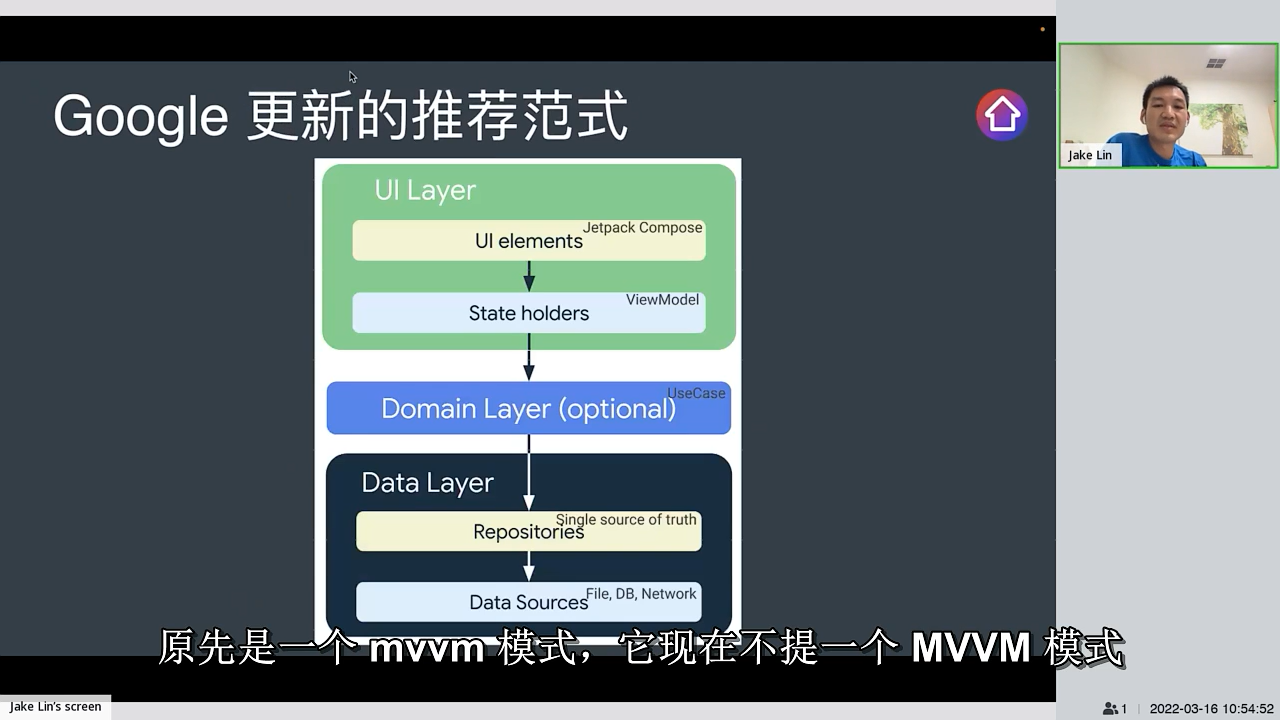 Google 更新的推荐范式
UI Layer
Jetpack Compose
UI elements
ViewModel
State holders
UseCase
Domain Layer (optional)
Data Layer
Single source of truth
Repositories
File, DB, Network
Data Sources
原先是一个 mvvm 模式，它现在不提一个 MVVM 模式
Jake Lin
Jake Lin's screen
1 | 2022-03-16 10:54:52